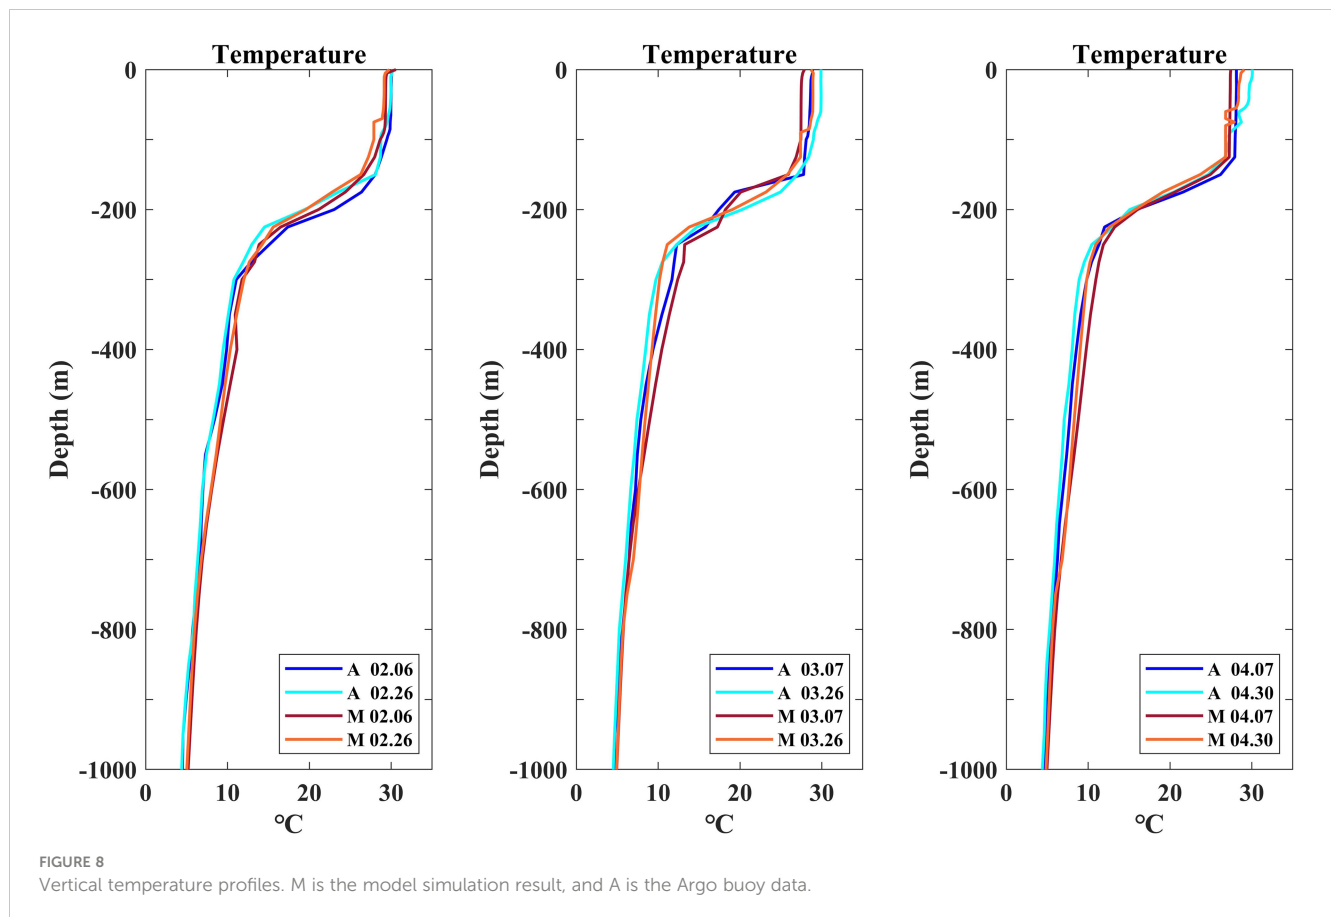 Temperature
0
-200
-400
-600
-800
-1000
Depth (m)
0 10 20 30
°C
A 02.06
A 02.26
M 02.06
M 02.26
Temperature
0
-200
-400
-600
-800
-1000
Depth (m)
0 10 20 30
°C
A 03.07
A 03.26
M 03.07
M 03.26
Temperature
0
-200
-400
-600
-800
-1000
Depth (m)
0 10 20 30
°C
A 04.07
A 04.30
M 04.07
M 04.30
FIGURE 8
Vertical temperature profiles. M is the model simulation result, and A is the Argo buoy data.